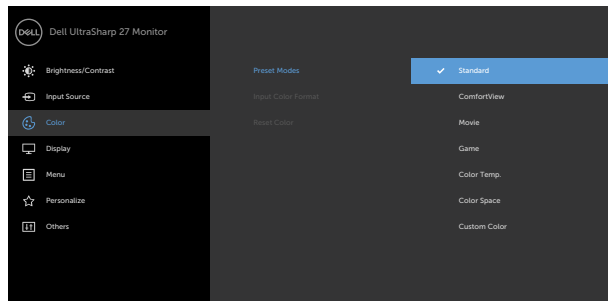 DELL Dell UltraSharp 27 Monitor
Brightness/Contrast Preset Modes Standard
Input Source Input Color Format ComfortView
Color Reset Color Movie
Display Game
Menu Color Temp.
Personalize Color Space
Others Custom Color